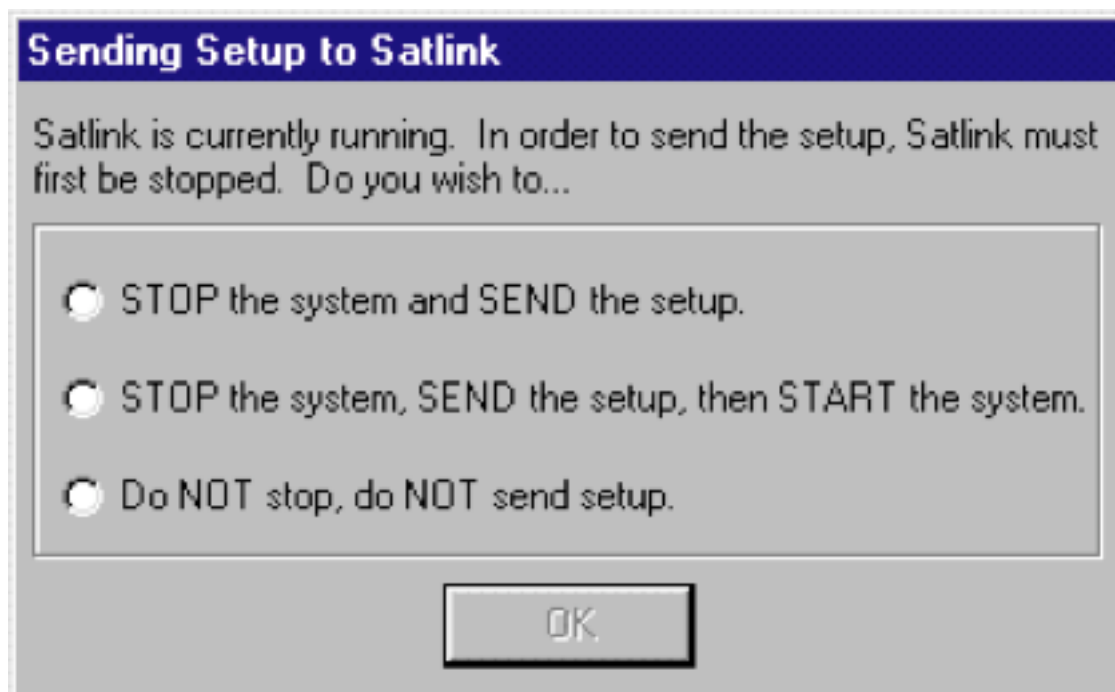 Sending Setup to Satlink
Satlink is currently running.  In order to send the setup, Satlink must
first be stopped.  Do you wish to...
STOP the system and SEND the setup.
STOP the system, SEND the setup, then START the system.
Do NOT stop, do NOT send setup.
OK